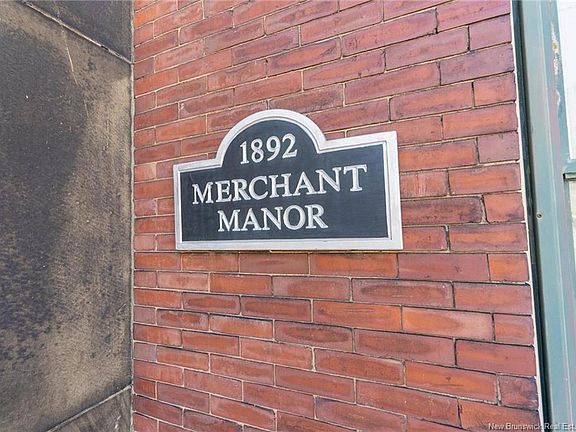 1892
MERCHANT
MANOR
New Brunswick Real Est